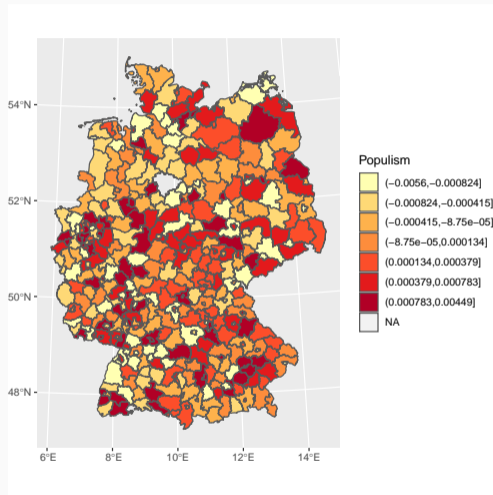 54°N
52°N
50°N
48°N
6°E 8°E 10°E 12°E 14°E
Populism
(−0.0056,−0.000824]
(−0.000824,−0.000415]
(−0.000415,−8.75e−05]
(−8.75e−05,0.000134]
(0.000134,0.000379]
(0.000379,0.000783]
(0.000783,0.00449]
NA